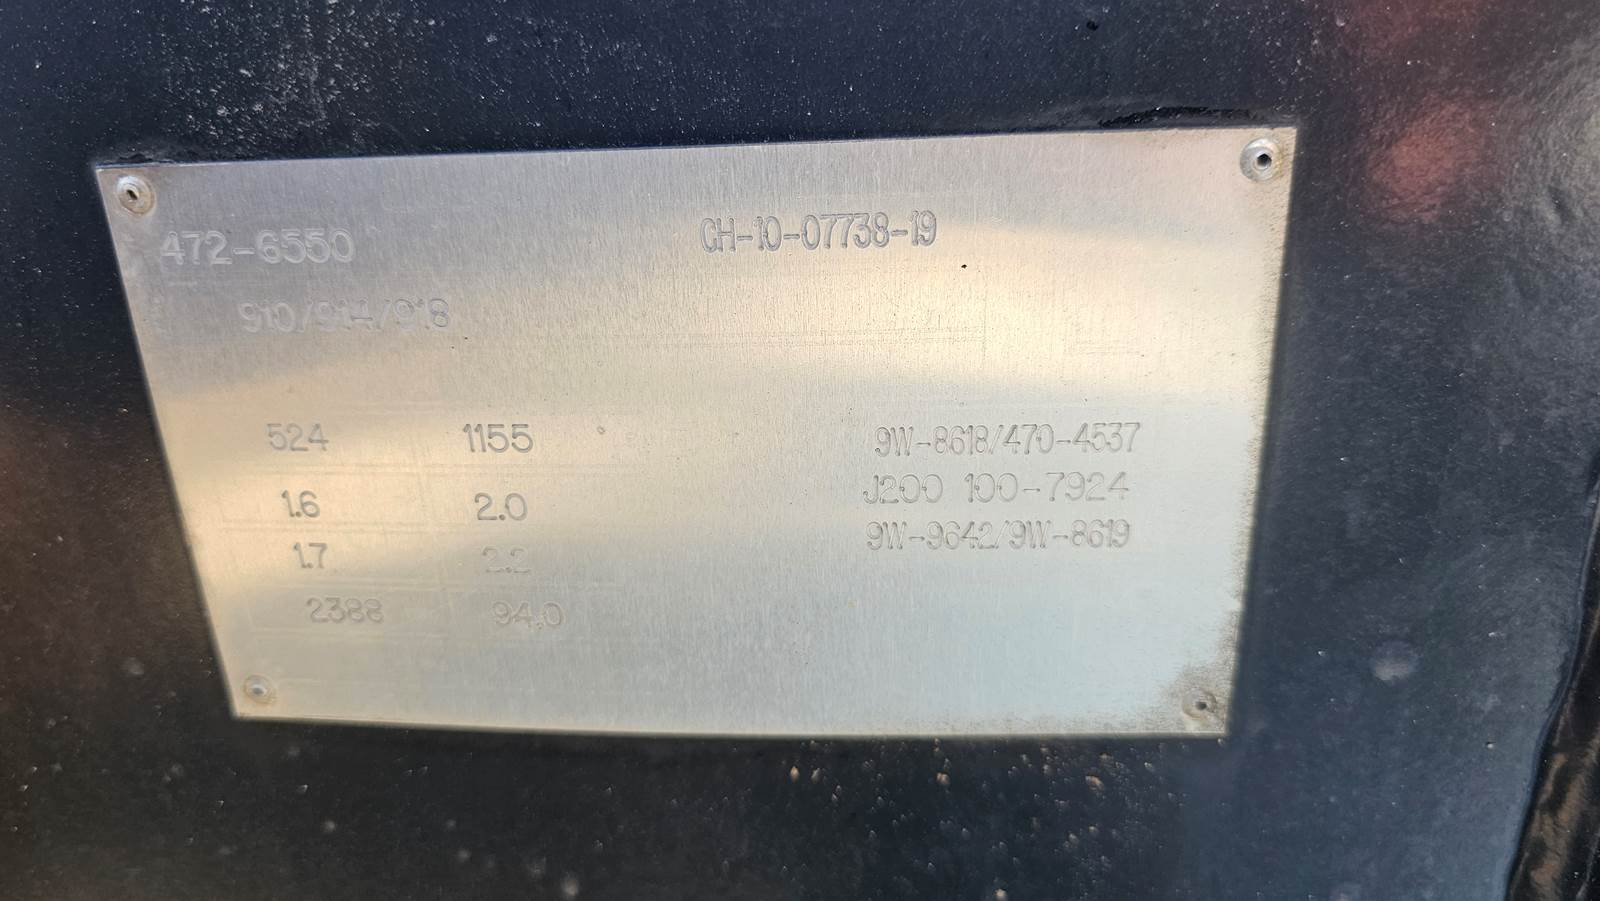 472-6550 CH-10-07738-19
910/914/918
524 1155 9W-8618/470-4537
1.6 2.0 J200 100-7924
1.7 2.2 9W-9642/9W-8619
2388 94.0